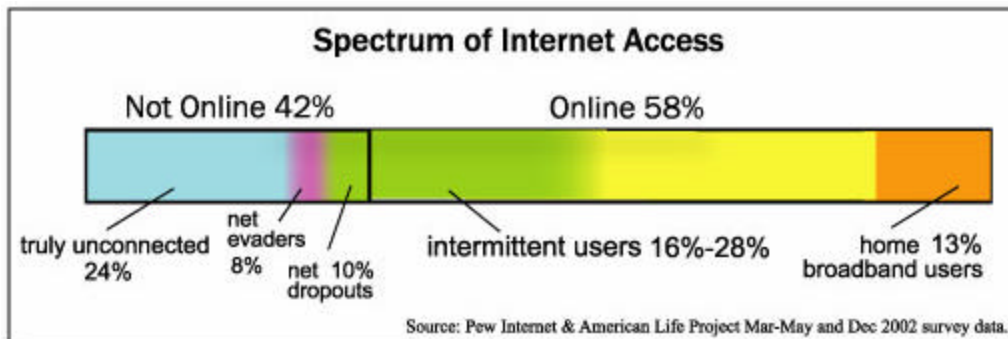 Spectrum of Internet Access
Not Online 42%
Online 58%
truly unconnected
24%
net
evaders
8%
net 10%
dropouts
intermittent users 16%-28%
home 13%
broadband users
Source: Pew Internet & American Life Project Mar-May and Dec 2002 survey data.